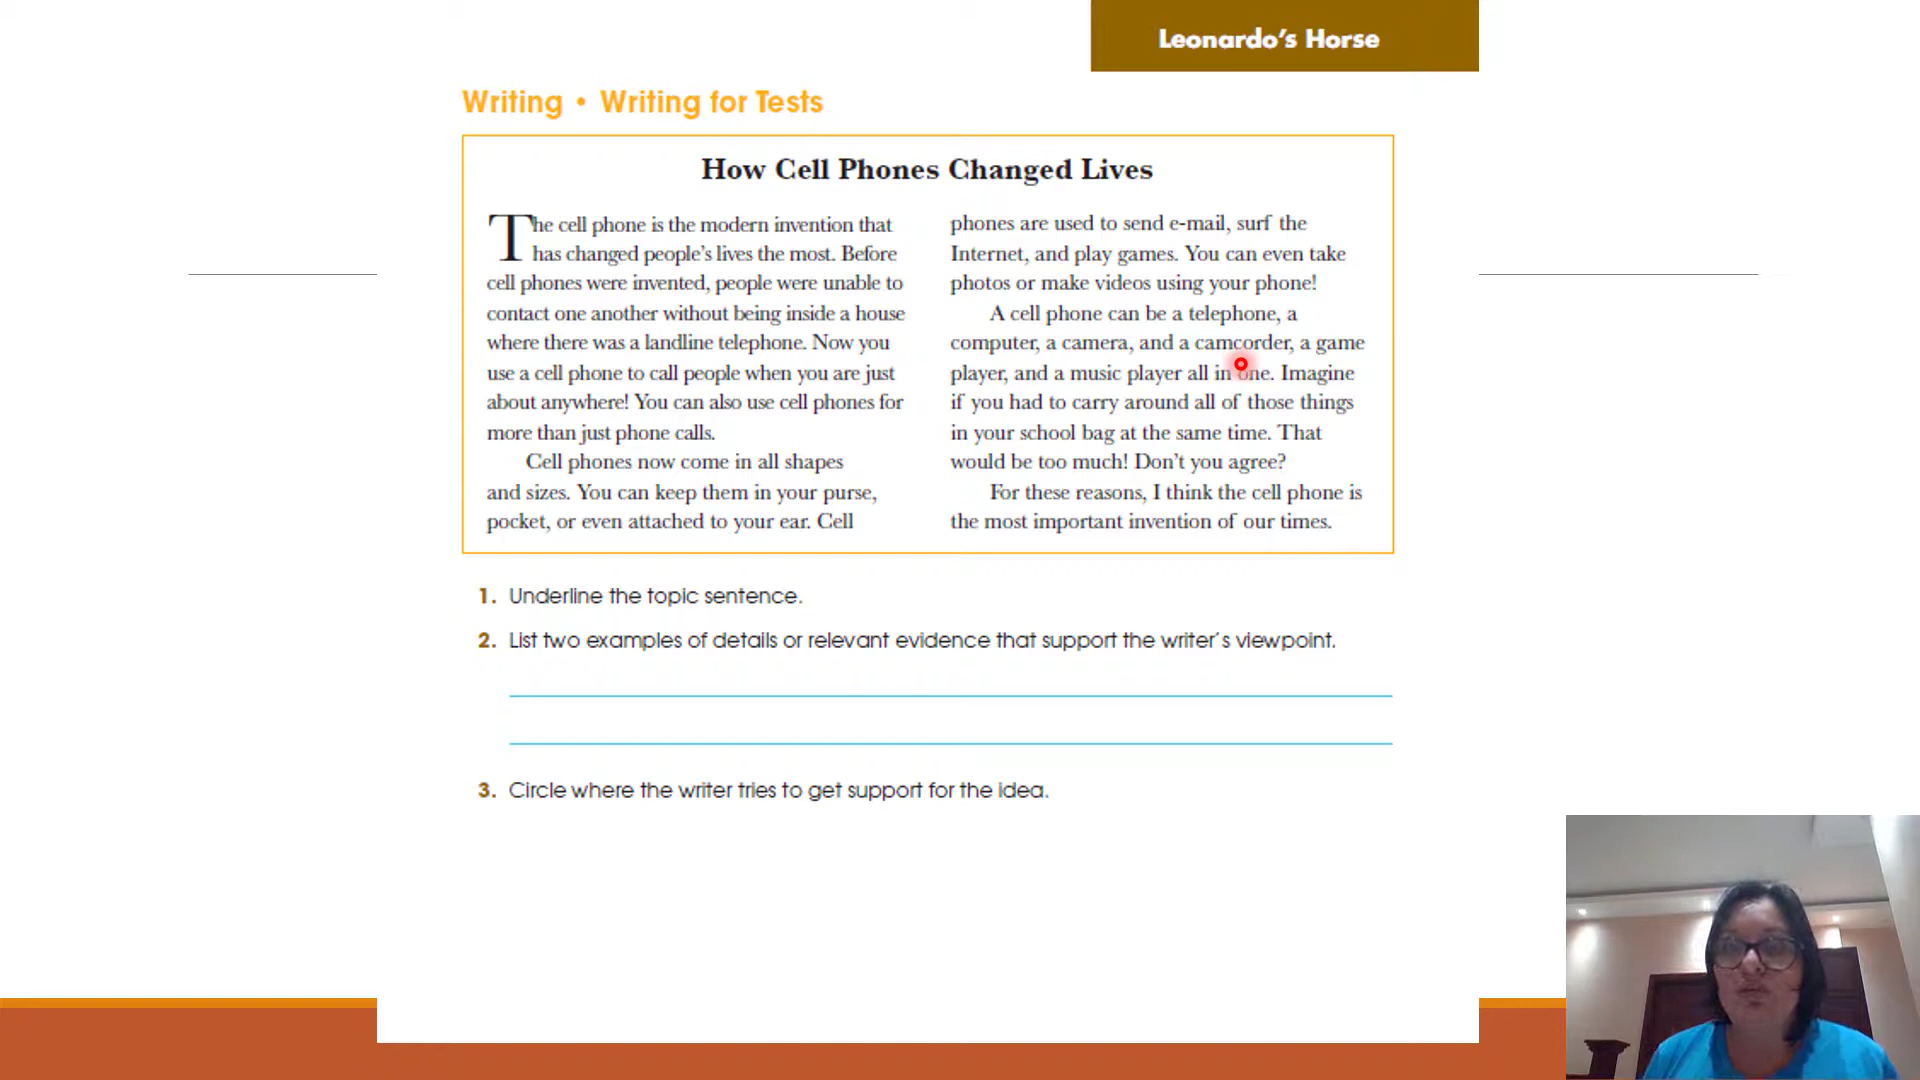 Leonardo's Horse
Writing • Writing for Tests
How Cell Phones Changed Lives
The cell phone is the modern invention that
has changed people's lives the most. Before
cell phones were invented, people were unable to
contact one another without being inside a house
where there was a landline telephone. Now you
use a cell phone to call people when you are just
about anywhere! You can also use cell phones for
more than just phone calls.
Cell phones now come in all shapes
and sizes. You can keep them in your purse,
pocket, or even attached to your ear. Cell
phones are used to send e-mail, surf the
Internet, and play games. You can even take
photos or make videos using your phone!
A cell phone can be a telephone, a
computer, a camera, and a camcorder, a game
player, and a music player all in one. Imagine
if you had to carry around all of those things
in your school bag at the same time. That
would be too much! Don't you agree?
For these reasons, I think the cell phone is
the most important invention of our times.
1. Underline the topic sentence.
2. List two examples of details or relevant evidence that support the writer's viewpoint.
3. Circle where the writer tries to get support for the idea.